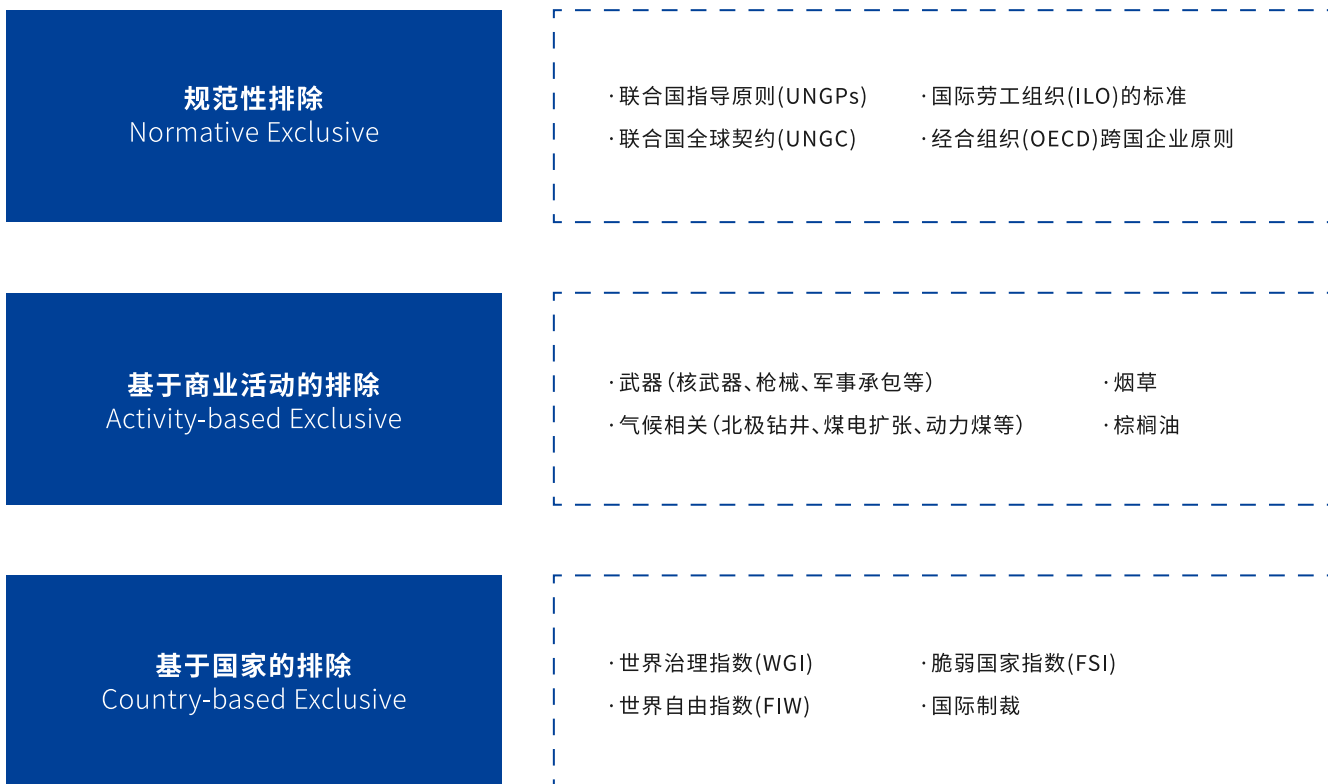 规范性排除
Normative Exclusive
·联合国指导原则(UNGPs) ·国际劳工组织(ILO)的标准
·联合国全球契约(UNGC) ·经合组织(OECD)跨国企业原则
基于商业活动的排除
Activity-based Exclusive
·武器(核武器、枪械、军事承包等) ·烟草
·气候相关(北极钻井、煤电扩张、动力煤等) ·棕榈油
基于国家的排除
Country-based Exclusive
·世界治理指数(WGI) ·脆弱国家指数(FSI)
·世界自由指数(FIW) ·国际制裁